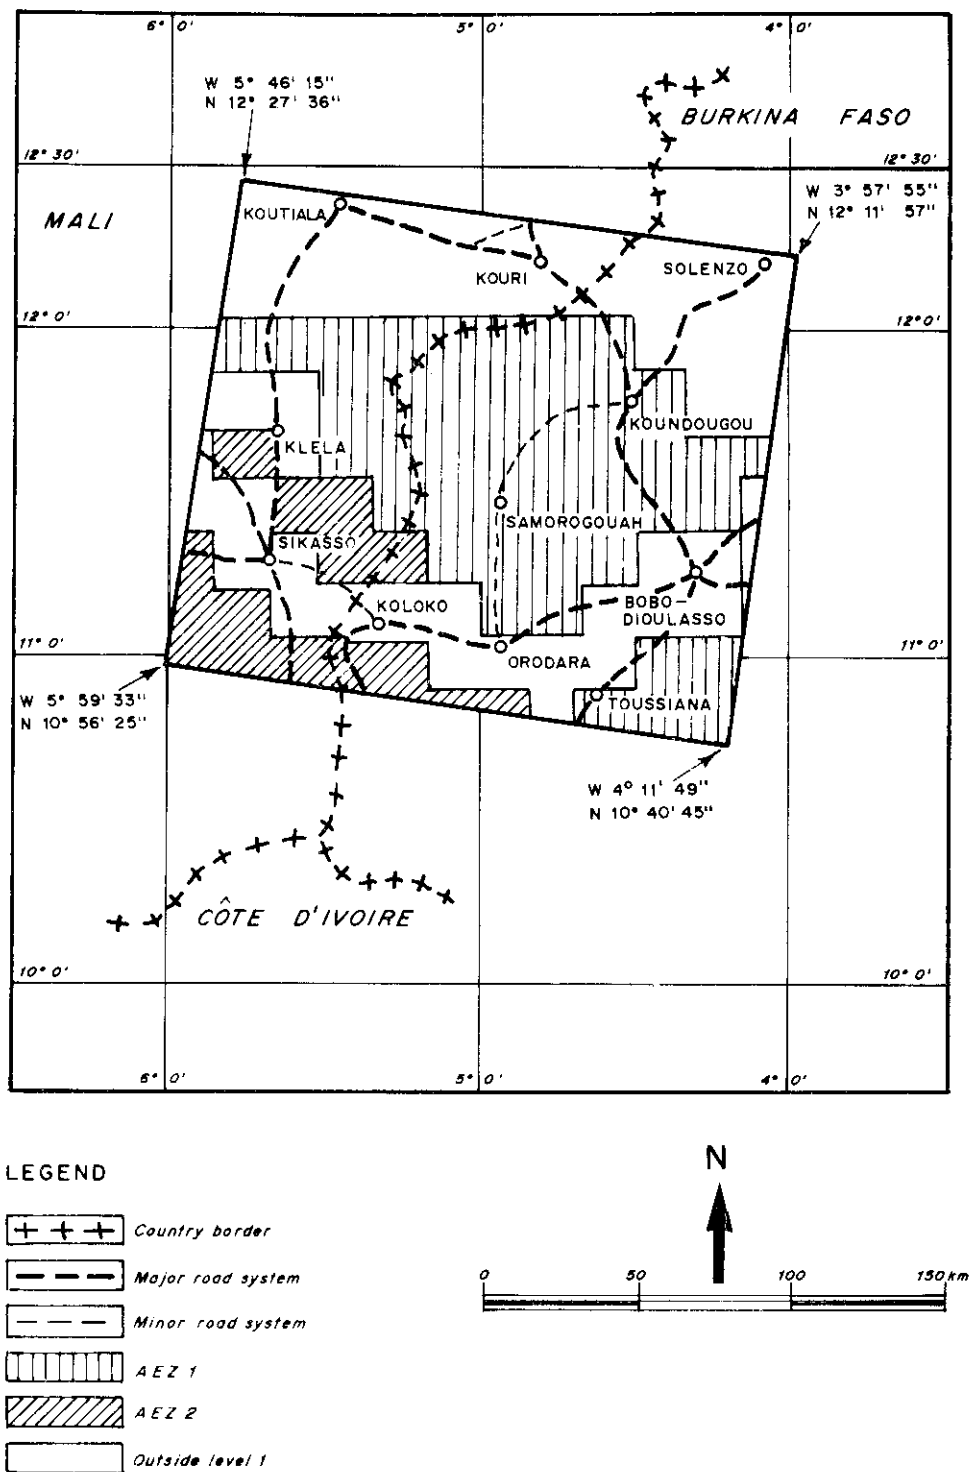 6° 0'
5° 0'
4° 0'
W 5° 46' 15"
N 12° 27' 36"
BURKINA FASO
12° 30'
12° 30'
W 3° 57' 55"
N 12° 11' 57"
MALI
KOUTIALA
KOURI
SOLENZO
12° 0'
12° 0'
KOUNDOUGOU
KLELA
SAMOROGOUAH
SIKASSO
KOLOKO
BOBO-
DIOULASSO
11° 0'
11° 0'
ORODARA
W 5° 59' 33"
N 10° 56' 25"
TOUSSIANA
W 4° 11' 49"
N 10° 40' 45"
CÔTE D'IVOIRE
10° 0'
10° 0'
6° 0'
5° 0'
4° 0'
LEGEND
N
Country border
Major road system
0 50 100 150 km
Minor road system
AEZ 1
AEZ 2
Outside level 1